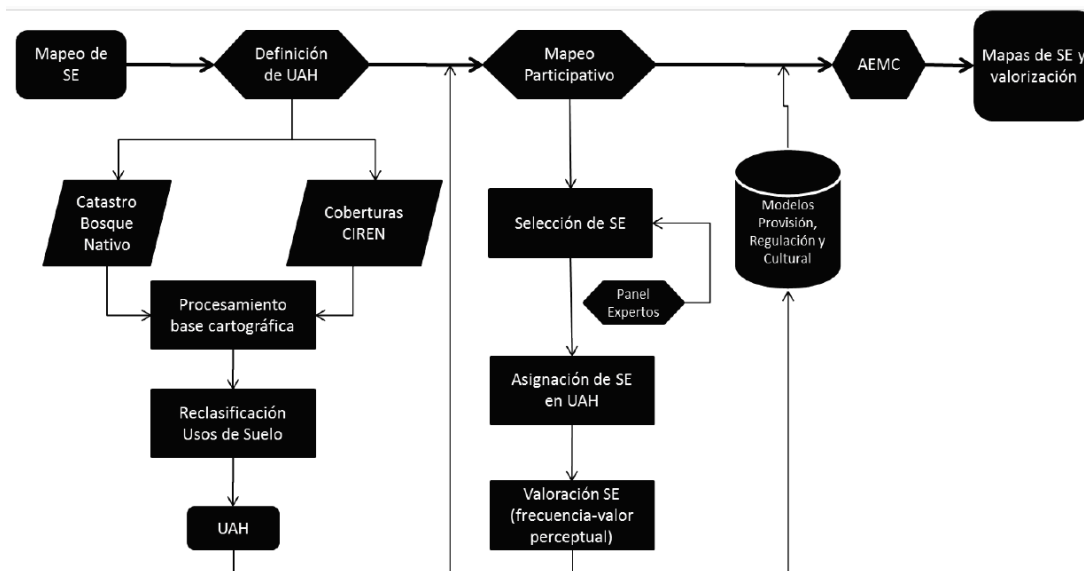 Mapeo de
SE
Definición
de UAH
Mapeo
Participativo
AEMC
Mapas de SE y
valorización
Catastro
Bosque
Nativo
Coberturas
CIREN
Procesamiento
base cartográfica
Reclasificación
Usos de Suelo
UAH
Selección de SE
Panel
Expertos
Asignación de SE
en UAH
Valoración SE
(frecuencia-valor
perceptual)
Modelos
Provisión,
Regulación y
Cultural